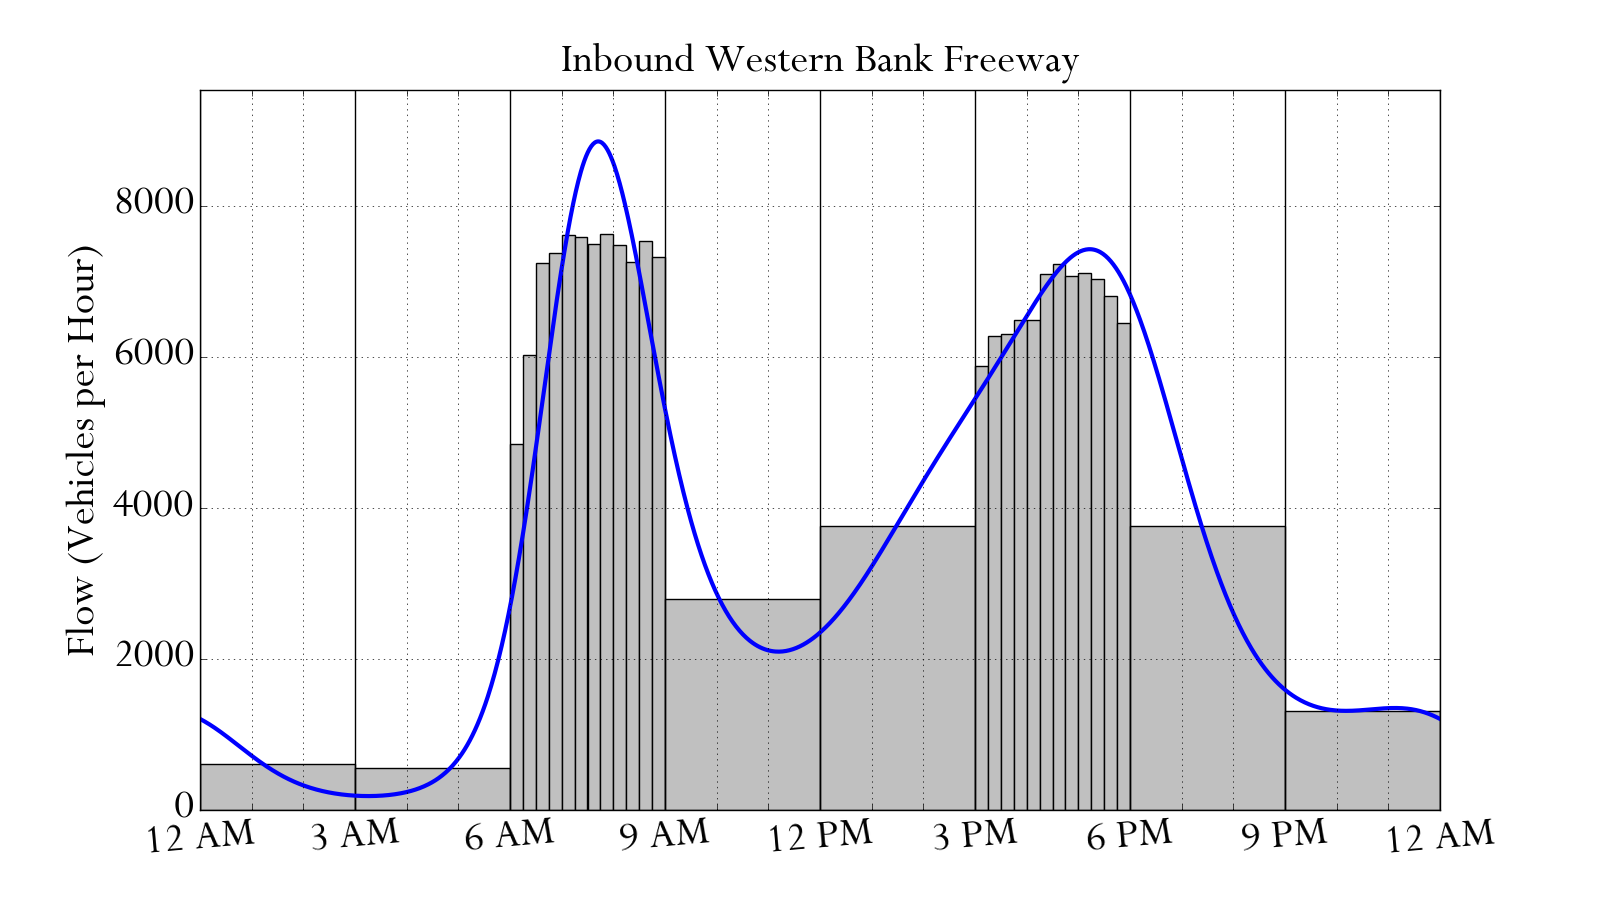 Inbound Western Bank Freeway
Flow (Vehicles per Hour)
8000
6000
4000
2000
0
12 AM 3 AM 6 AM 9 AM 12 PM 3 PM 6 PM 9 PM 12 AM